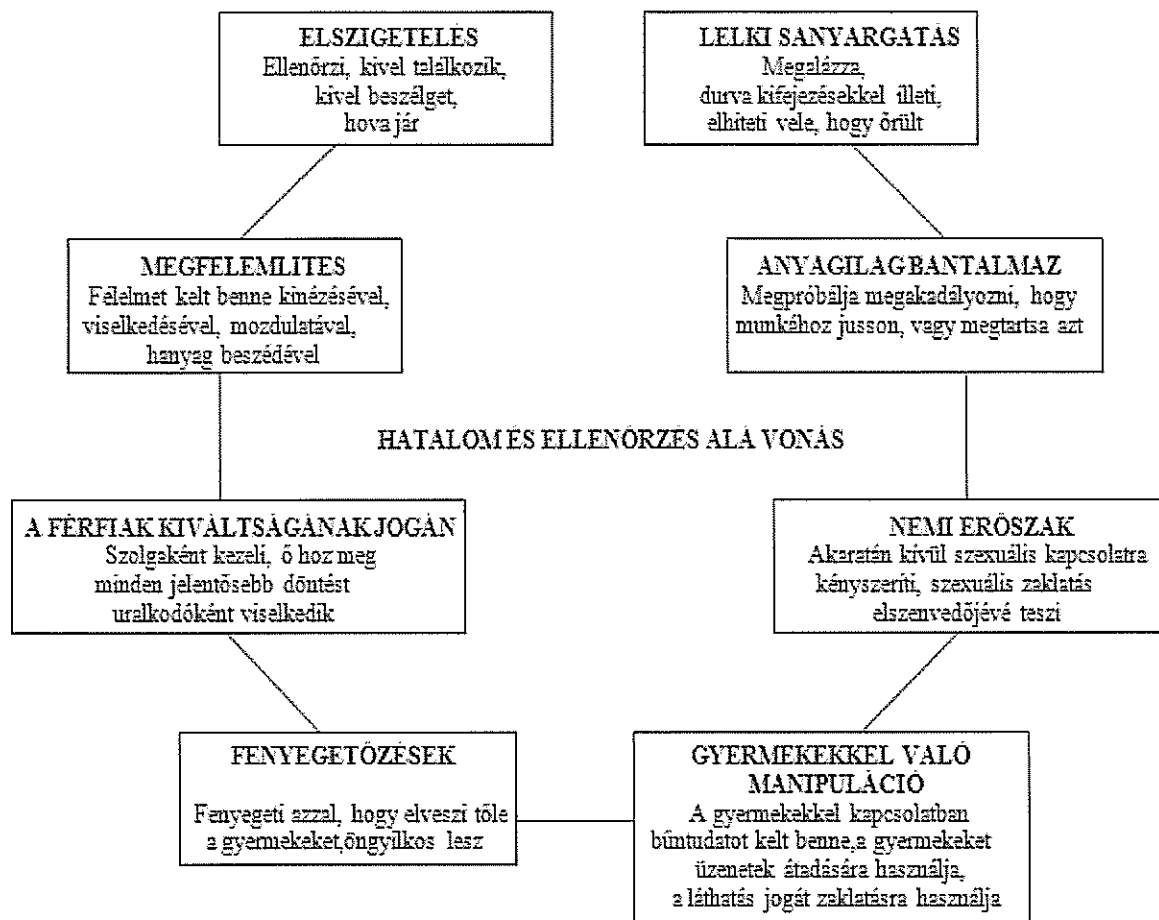 ELSZIGETELÉS
Ellenőrzi, kivel találkozik,
kivel beszélget,
hova jár
LELKI SANYARGATÁS
Megalázza,
durva kifejezésekkel illeti,
elhiteti vele, hogy őrült
MEGFELEMLITES
Félelmet kelt benne kinézésével,
viselkedésével, mozdulatával,
hanyag beszédével
ANYAGILAG BANTALMAZ
Megpróbálja megakadályozni, hogy
munkához jusson, vagy megtartsa azt
HATALOM ÉS ELLENŐRZÉS ALÁ VONÁS
A FÉRFIAK KIVÁLTSÁGÁNAK JOGÁN
Szolgaként kezeli, ő hoz meg
minden jelentősebb döntést
uralkodóként viselkedik
NEMI ERŐSZAK
Akaratán kívül szexuális kapcsolatra
kényszeríti, szexuális zaklatás
elszenvedőjévé teszi
FENYEGETŐZÉSEK
Fenyegeti azzal, hogy elveszi tőle
a gyermekeket,öngyilkos lesz
GYERMEKEKKEL VALÓ
MANIPULÁCIÓ
A gyermekekkel kapcsolatban
bűntudatot kelt benne,a gyermekeket
üzenetek átadására használja,
a láthatás jogát zaklatásra használja